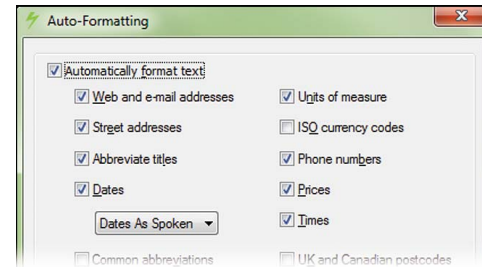 Auto-Formatting
Automatically format text
Web and e-mail addresses
Units of measure
Street addresses
ISO currency codes
Abbreviate titles
Phone numbers
Dates
Prices
Dates As Spoken
Times
Common abbreviations
UK and Canadian postcodes